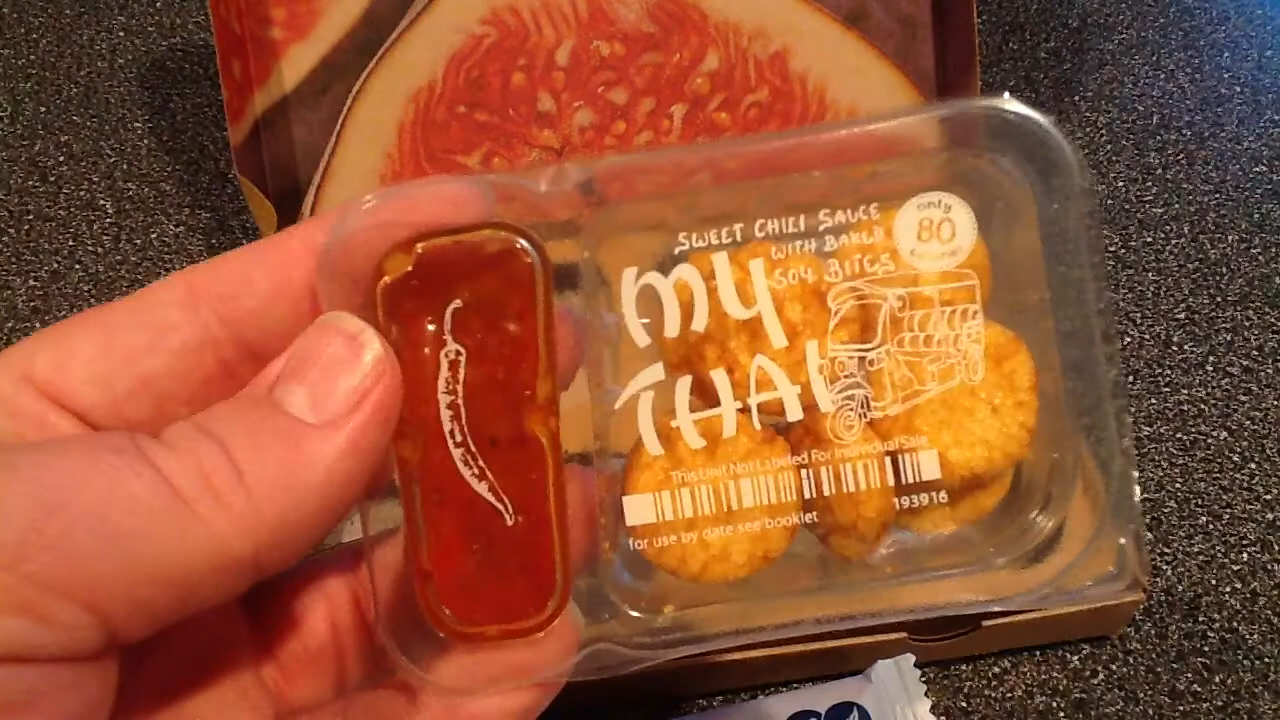 SWEET CHILI SAUCE
WITH BAKED
SOY BITES
only
80
MY
THAI
This Unit Not Labeled For Individual Sale
193916
for use by date see booklet